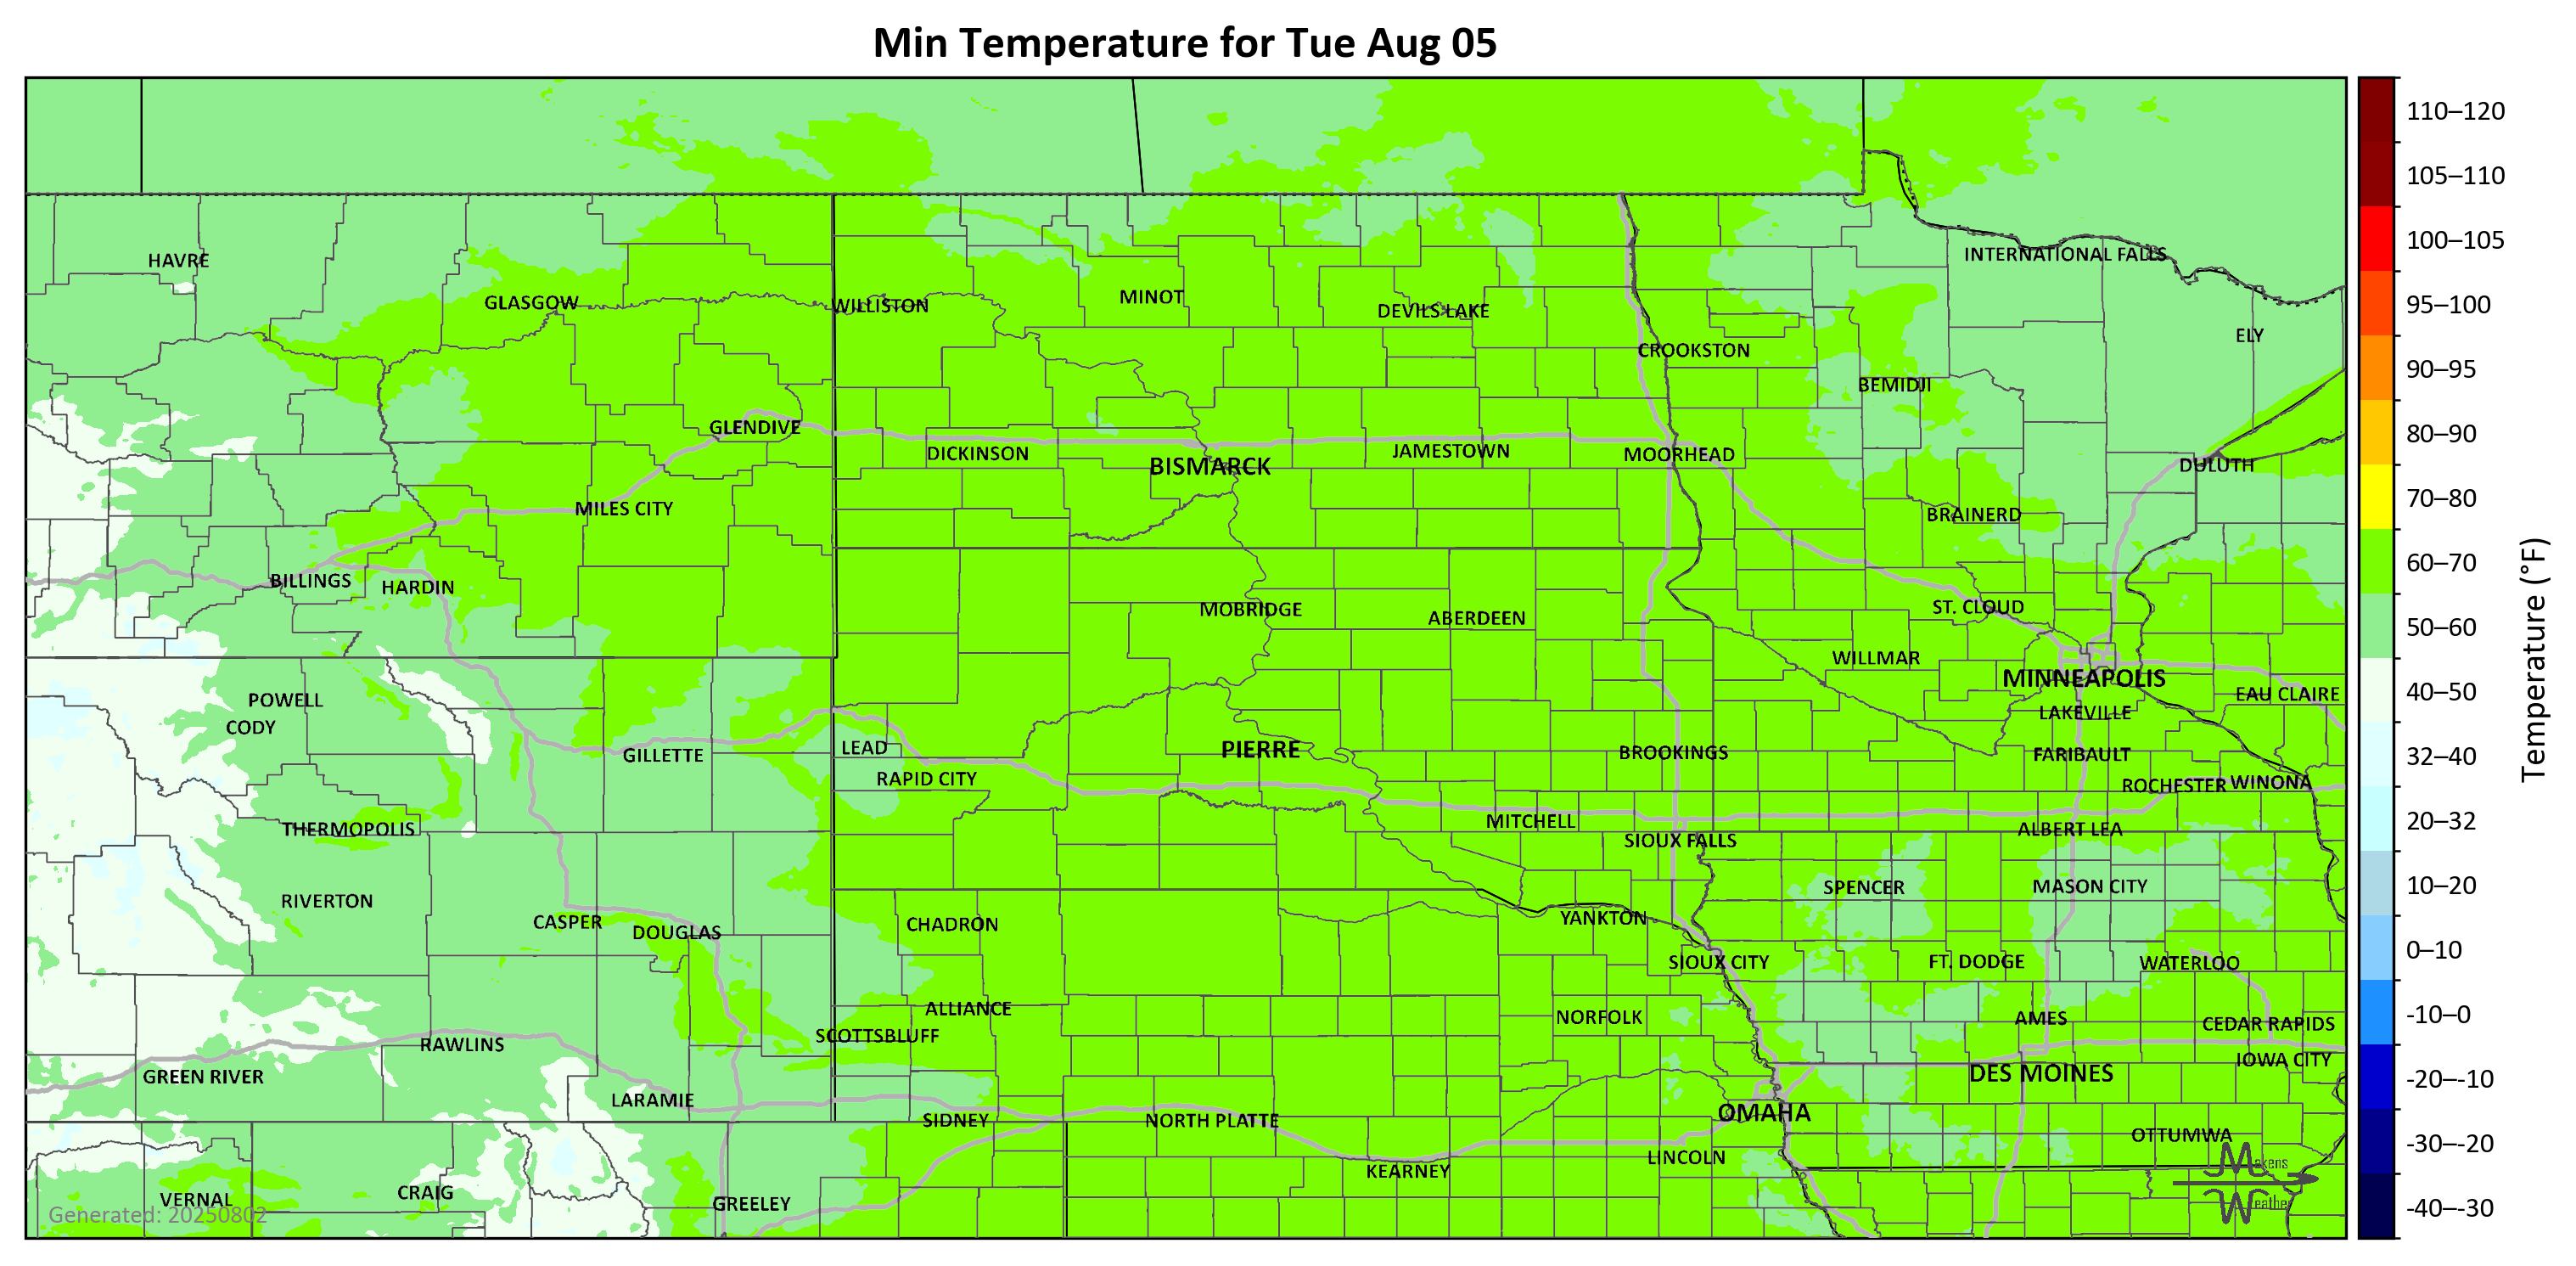 Min Temperature for Tue Aug 05
110–120
105–110
100–105
95–100
90–95
80–90
70–80
60–70
50–60
40–50
32–40
20–32
10–20
0–10
-10–0
-20–-10
-30–-20
-40–-30
Temperature (°F)
HAVRE
INTERNATIONAL FALLS
GLASGOW
WILLISTON
MINOT
DEVILS LAKE
ELY
CROOKSTON
BEMIDJI
GLENDIVE
DICKINSON
BISMARCK
JAMESTOWN
MOORHEAD
DULUTH
MILES CITY
BRAINERD
BILLINGS
HARDIN
MOBRIDGE
ABERDEEN
ST. CLOUD
WILLMAR
MINNEAPOLIS
EAU CLAIRE
POWELL
CODY
LAKEVILLE
GILLETTE
LEAD
PIERRE
BROOKINGS
FARIBAULT
RAPID CITY
ROCHESTER
WINONA
THERMOPOLIS
MITCHELL
SIOUX FALLS
ALBERT LEA
RIVERTON
SPENCER
MASON CITY
CASPER
DOUGLAS
CHADRON
YANKTON
SIOUX CITY
FT. DODGE
WATERLOO
ALLIANCE
NORFOLK
AMES
CEDAR RAPIDS
SCOTTSBLUFF
RAWLINS
IOWA CITY
GREEN RIVER
DES MOINES
LARAMIE
SIDNEY
NORTH PLATTE
OMAHA
OTTUMWA
KEARNEY
LINCOLN
VERNAL
CRAIG
GREELEY
Generated: 20250802
Makens
Weather